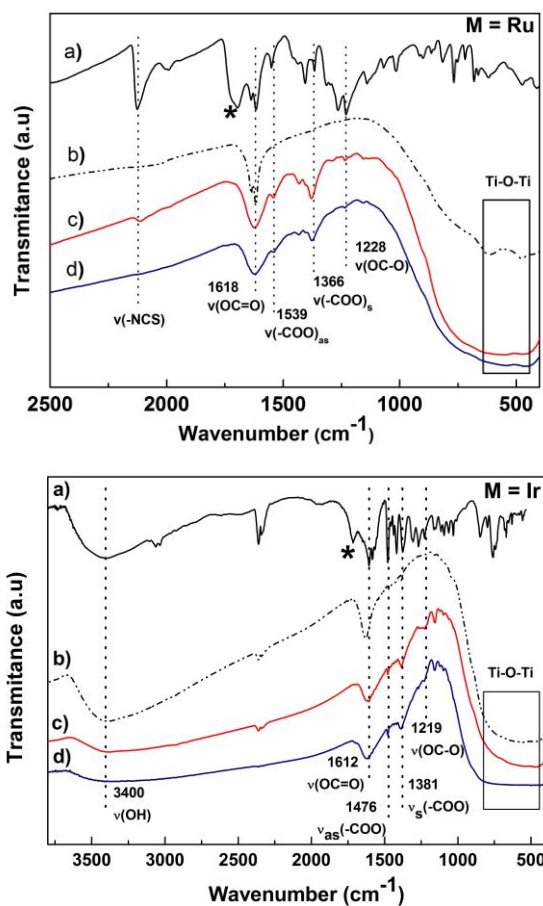 M = Ru
a)
*
b)
c)
d)
Ti-O-Ti
1228
ν(OC-O)
1618
1366
ν(OC=O)
ν(-COO)s
ν(-NCS)
1539
ν(-COO)as
Transmitance (a.u)
2500 2000 1500 1000 500
Wavenumber (cm-1)
a)
M = Ir
*
b)
c)
d)
Ti-O-Ti
1219
ν(OC-O)
1612
ν(OC=O)
3400
1381
ν(OH)
1476
νs(-COO)
νas(-COO)
Transmitance (a.u)
3500 3000 2500 2000 1500 1000 500
Wavenumber (cm-1)